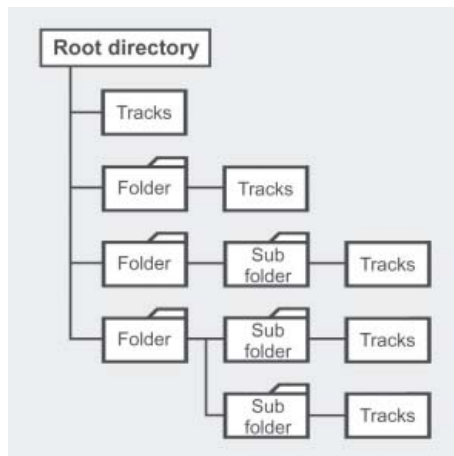 Root directory
Tracks
Folder
Tracks
Folder
Sub
folder
Tracks
Folder
Sub
folder
Tracks
Sub
folder
Tracks